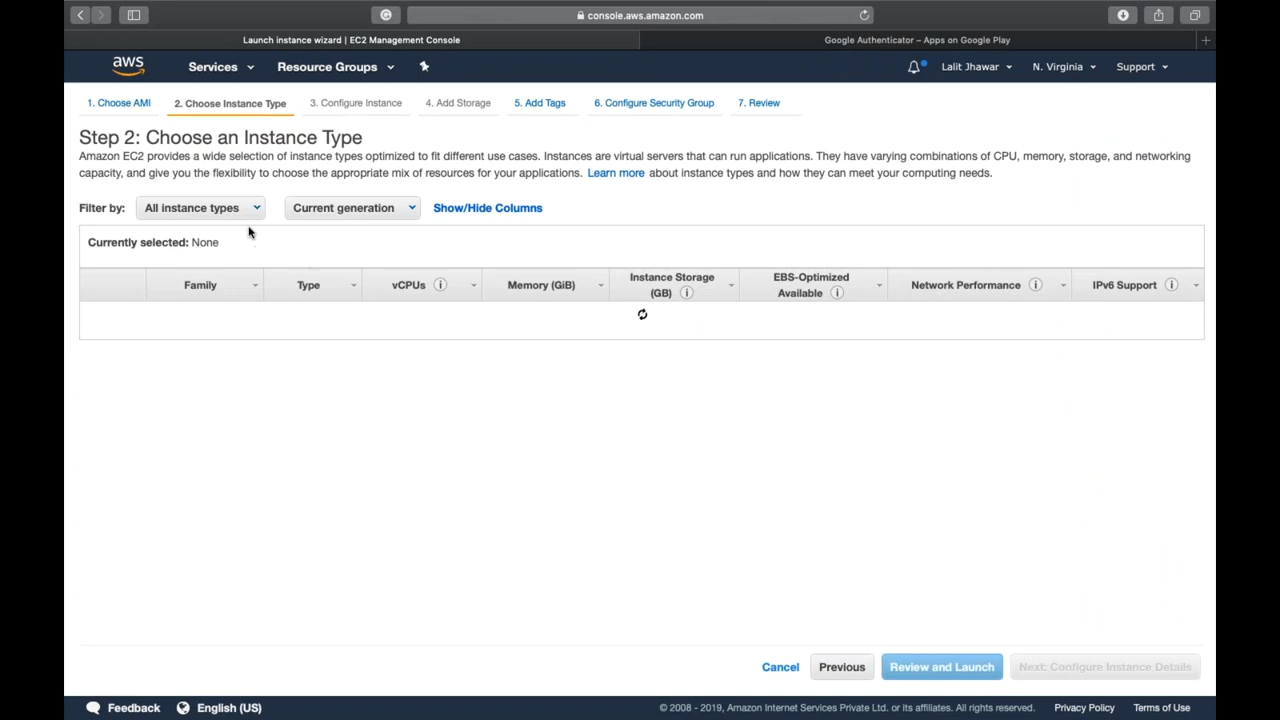 console.aws.amazon.com
Launch instance wizard | EC2 Management Console
Google Authenticator – Apps on Google Play
aws Services Resource Groups Lalit Jhawar N. Virginia Support
1. Choose AMI 2. Choose Instance Type 3. Configure Instance 4. Add Storage 5. Add Tags 6. Configure Security Group 7. Review
Step 2: Choose an Instance Type
Amazon EC2 provides a wide selection of instance types optimized to fit different use cases. Instances are virtual servers that can run applications. They have varying combinations of CPU, memory, storage, and networking
capacity, and give you the flexibility to choose the appropriate mix of resources for your applications. Learn more about instance types and how they can meet your computing needs.
Filter by: All instance types Current generation Show/Hide Columns
Currently selected: None
Family Type vCPUs Memory (GiB) Instance Storage (GB) EBS-Optimized Available Network Performance IPv6 Support
Cancel Previous Review and Launch Next: Configure Instance Details
Feedback English (US) © 2008 - 2019, Amazon Internet Services Private Ltd. or its affiliates. All rights reserved. Privacy Policy Terms of Use